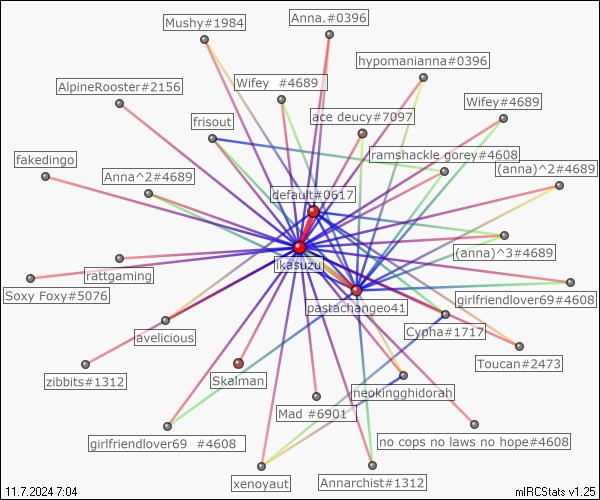 Mushy#1984
Anna.#0396
hypomanianna#0396
AlpineRooster#2156
Wifey  #4689
Wifey#4689
frisout
ace deucy#7097
fakedingo
ramshackle gorey#4608
Anna^2#4689
(anna)^2#4689
default#0617
(anna)^3#4689
ikasuzu
rattgaming
Soxy Foxy#5076
pastachangeo41
girlfriendlover69#4608
avelicious
Cypha#1717
Toucan#2473
zibbits#1312
Skalman
neokingghidorah
Mad #6901
girlfriendlover69  #4608
no cops no laws no hope#4608
xenoyaut
Annarchist#1312
11.7.2024 7:04
mIRCStats v1.25